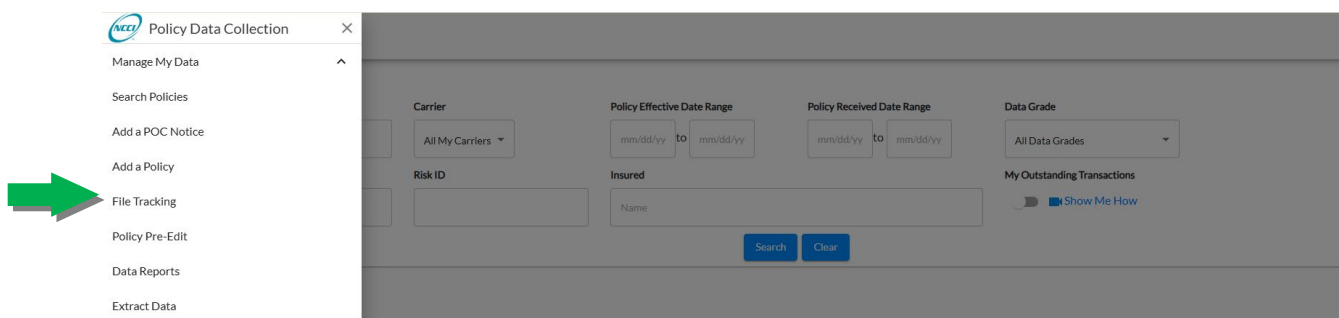 NCCI Policy Data Collection
Manage My Data
Search Policies
Add a POC Notice
Add a Policy
File Tracking
Policy Pre-Edit
Data Reports
Extract Data
Carrier
All My Carriers
Policy Effective Date Range
mm/dd/yy to mm/dd/yy
Policy Received Date Range
mm/dd/yy to mm/dd/yy
Data Grade
All Data Grades
Risk ID
Insured
Name
My Outstanding Transactions
Show Me How
Search Clear